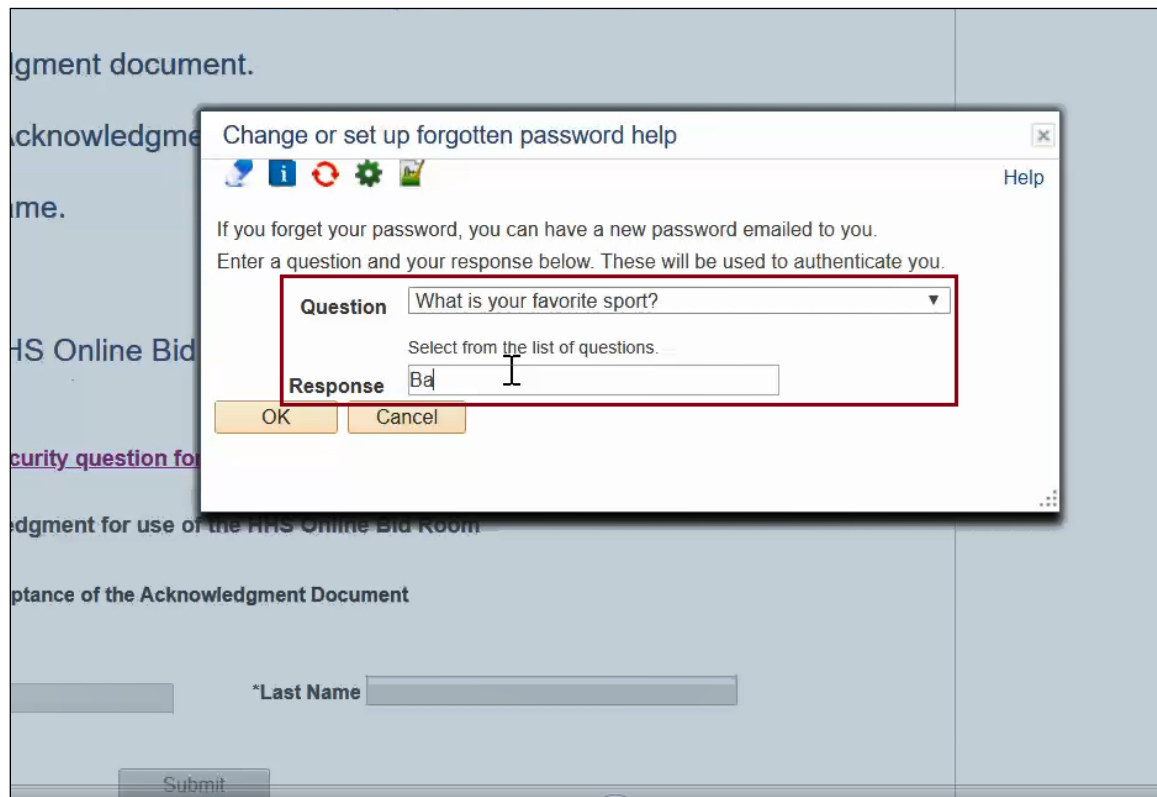 lgment document.
Acknowledgme
ame.
HS Online Bid
curity question for
edgment for use of the HHS Online Bid Room
ptance of the Acknowledgment Document
*Last Name
Submit
Change or set up forgotten password help
Help
If you forget your password, you can have a new password emailed to you.
Enter a question and your response below. These will be used to authenticate you.
Question What is your favorite sport?
Select from the list of questions.
Response Ba
OK Cancel